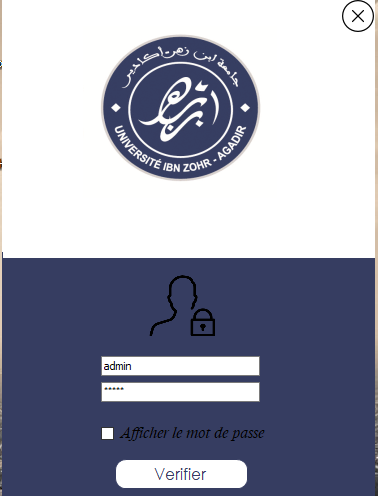 جامعة ابن زهر - اكادير
UNIVERSITÉ IBN ZOHR - AGADIR
admin
*****
Afficher le mot de passe
Verifier